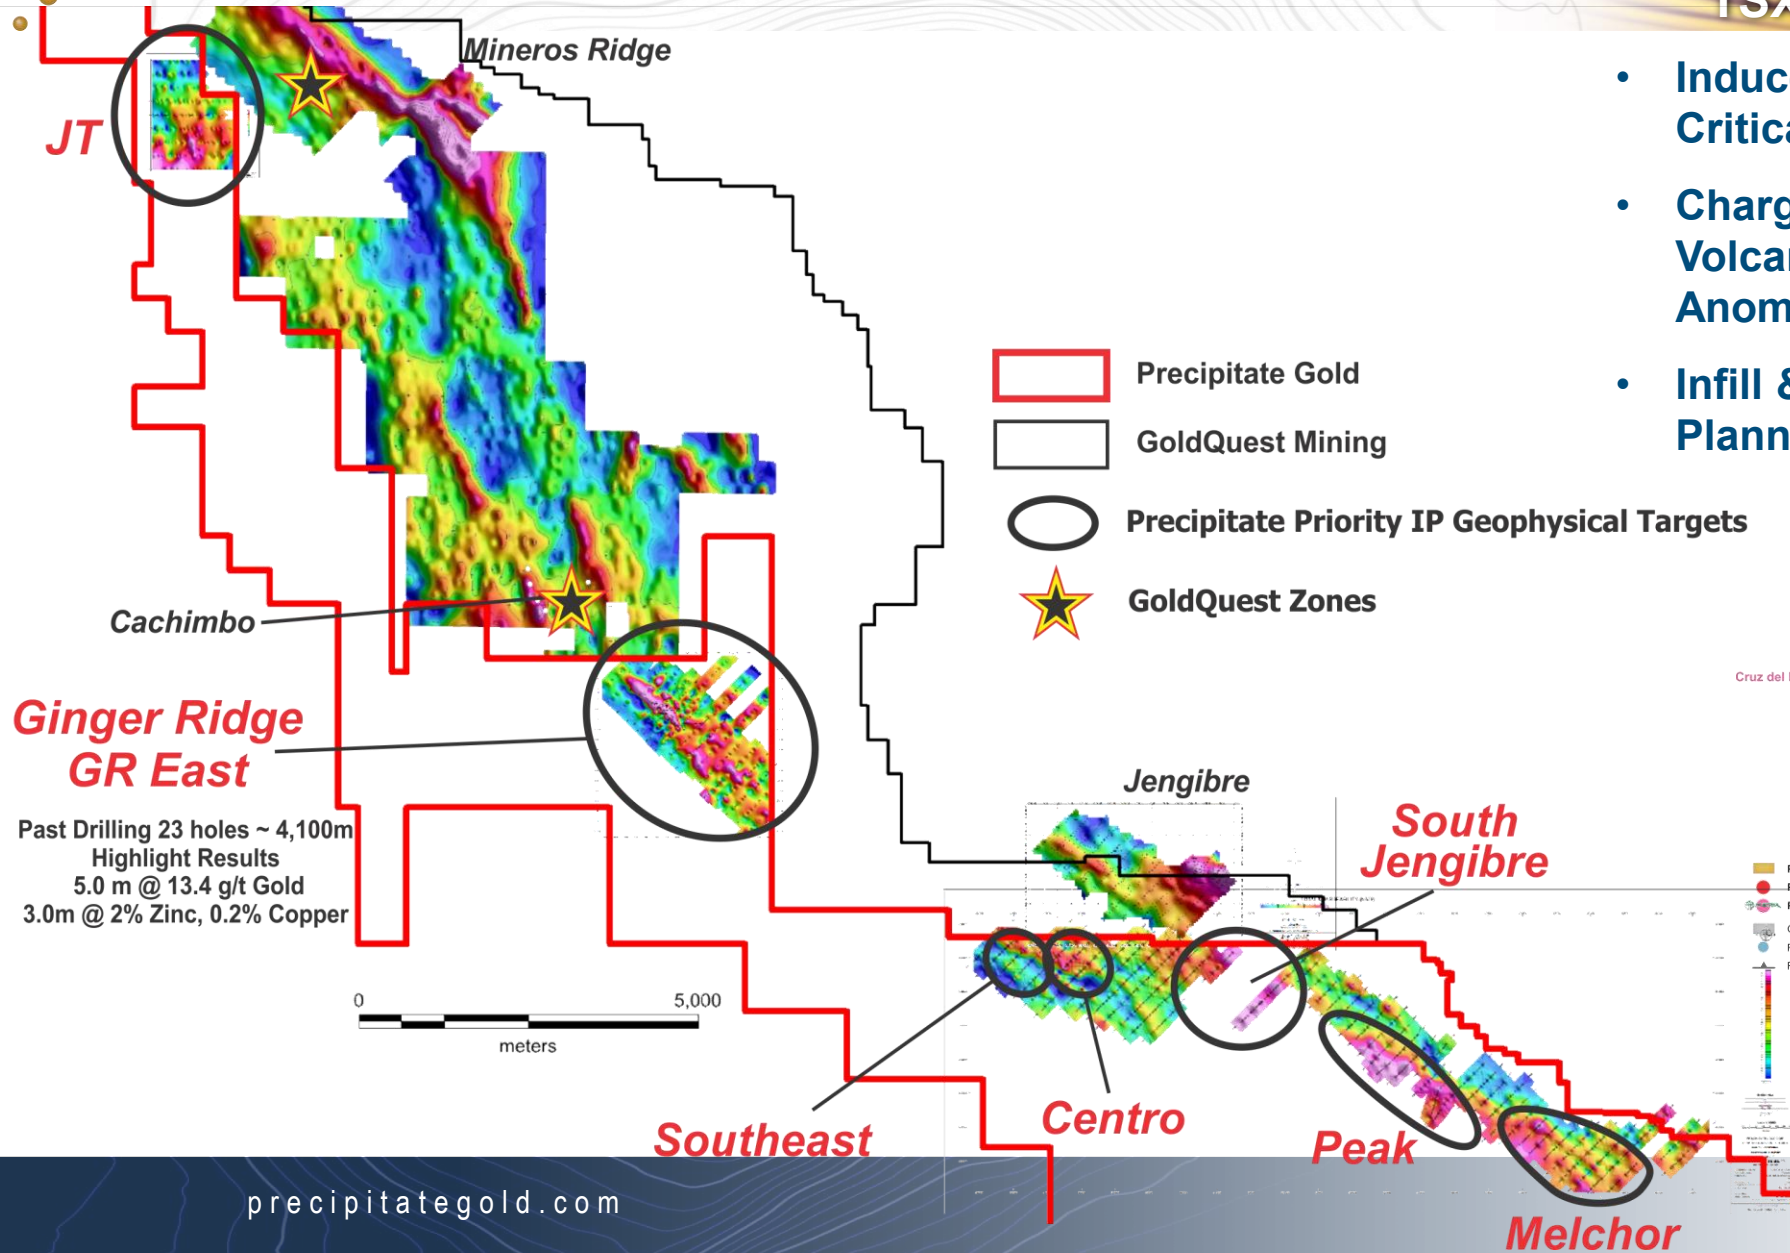 TSX
Mineros Ridge
JT
Induc
Critica
Charg
Volcan
Anom
Infill &
Plann
Precipitate Gold
GoldQuest Mining
Precipitate Priority IP Geophysical Targets
GoldQuest Zones
Cachimbo
Cruz del
Ginger Ridge
GR East
Past Drilling 23 holes ~ 4,100m
Highlight Results
5.0 m @ 13.4 g/t Gold
3.0m @ 2% Zinc, 0.2% Copper
Jengibre
South
Jengibre
0 5,000
meters
Southeast
Centro
Peak
Melchor
precipitategold.com